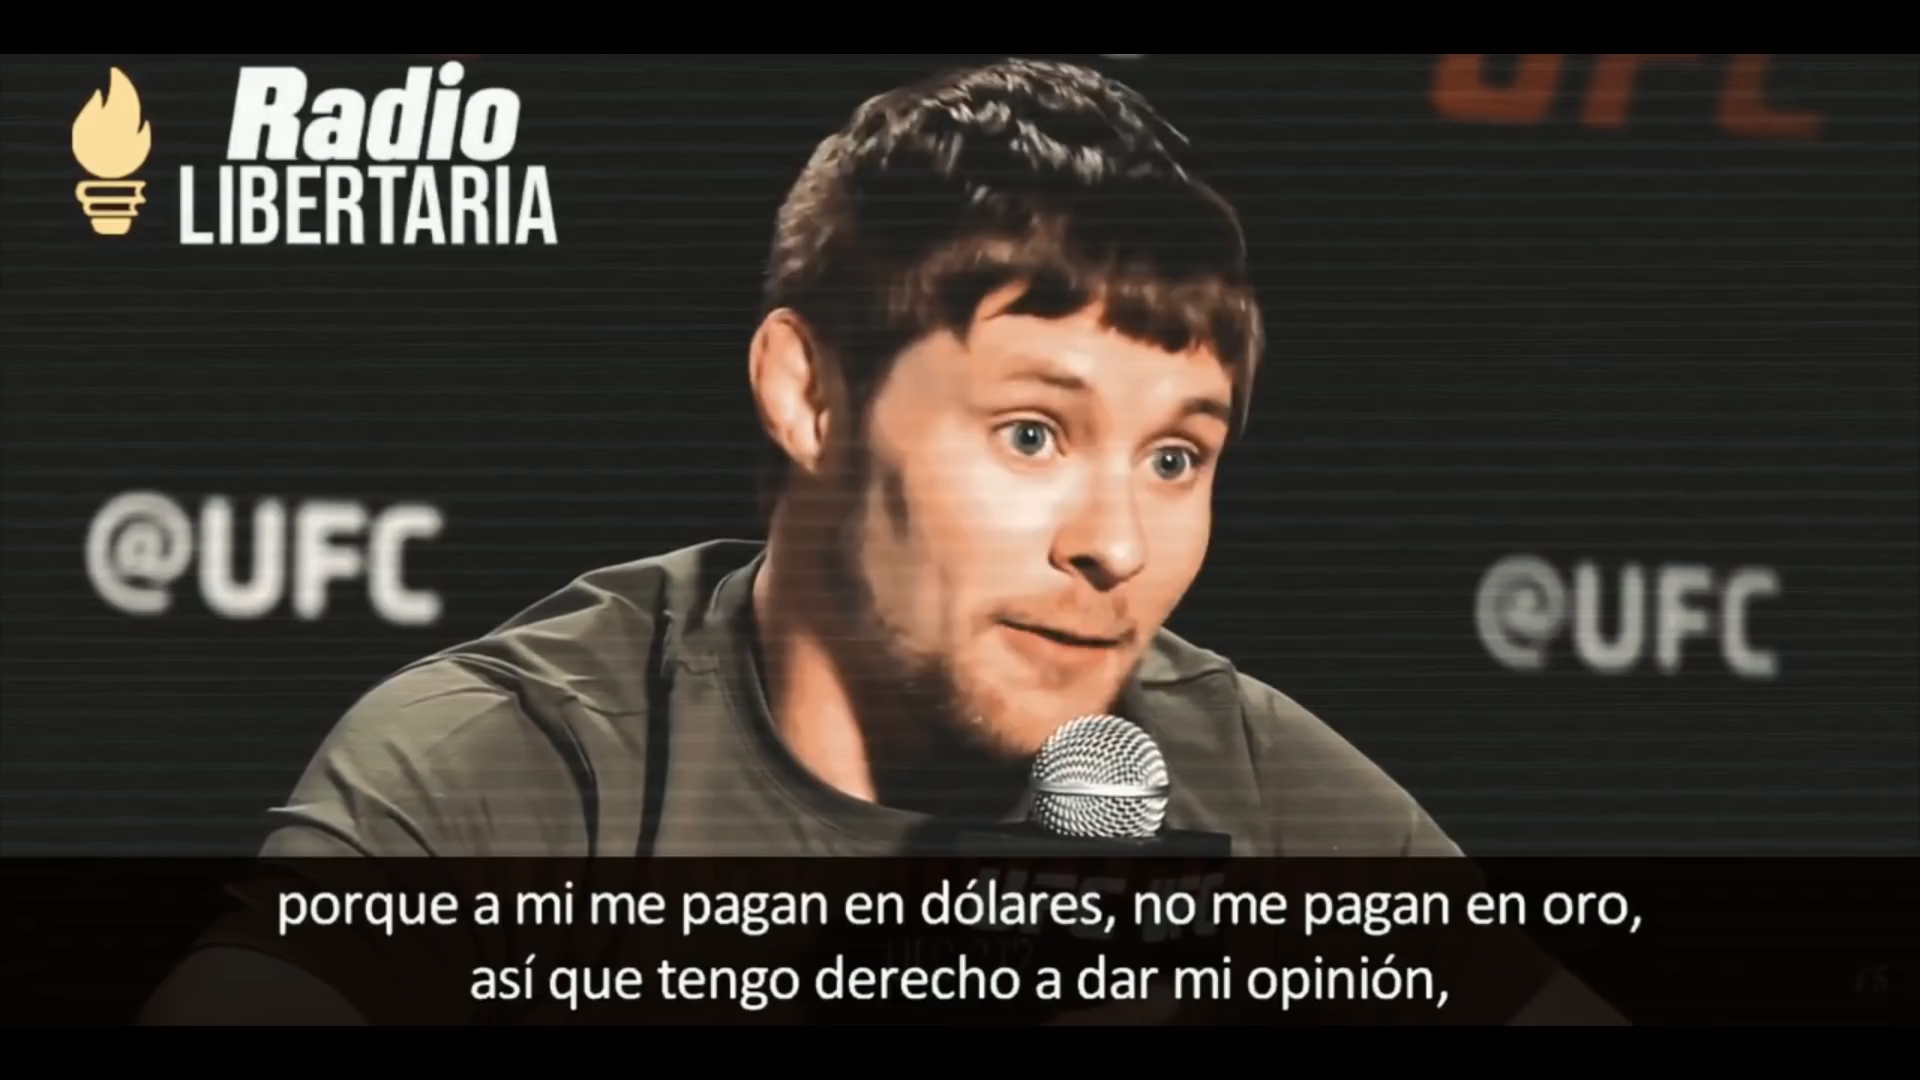 UFC
Radio
LIBERTARIA
@UFC
@UFC
porque a mi me pagan en dólares, no me pagan en oro,
así que tengo derecho a dar mi opinión,